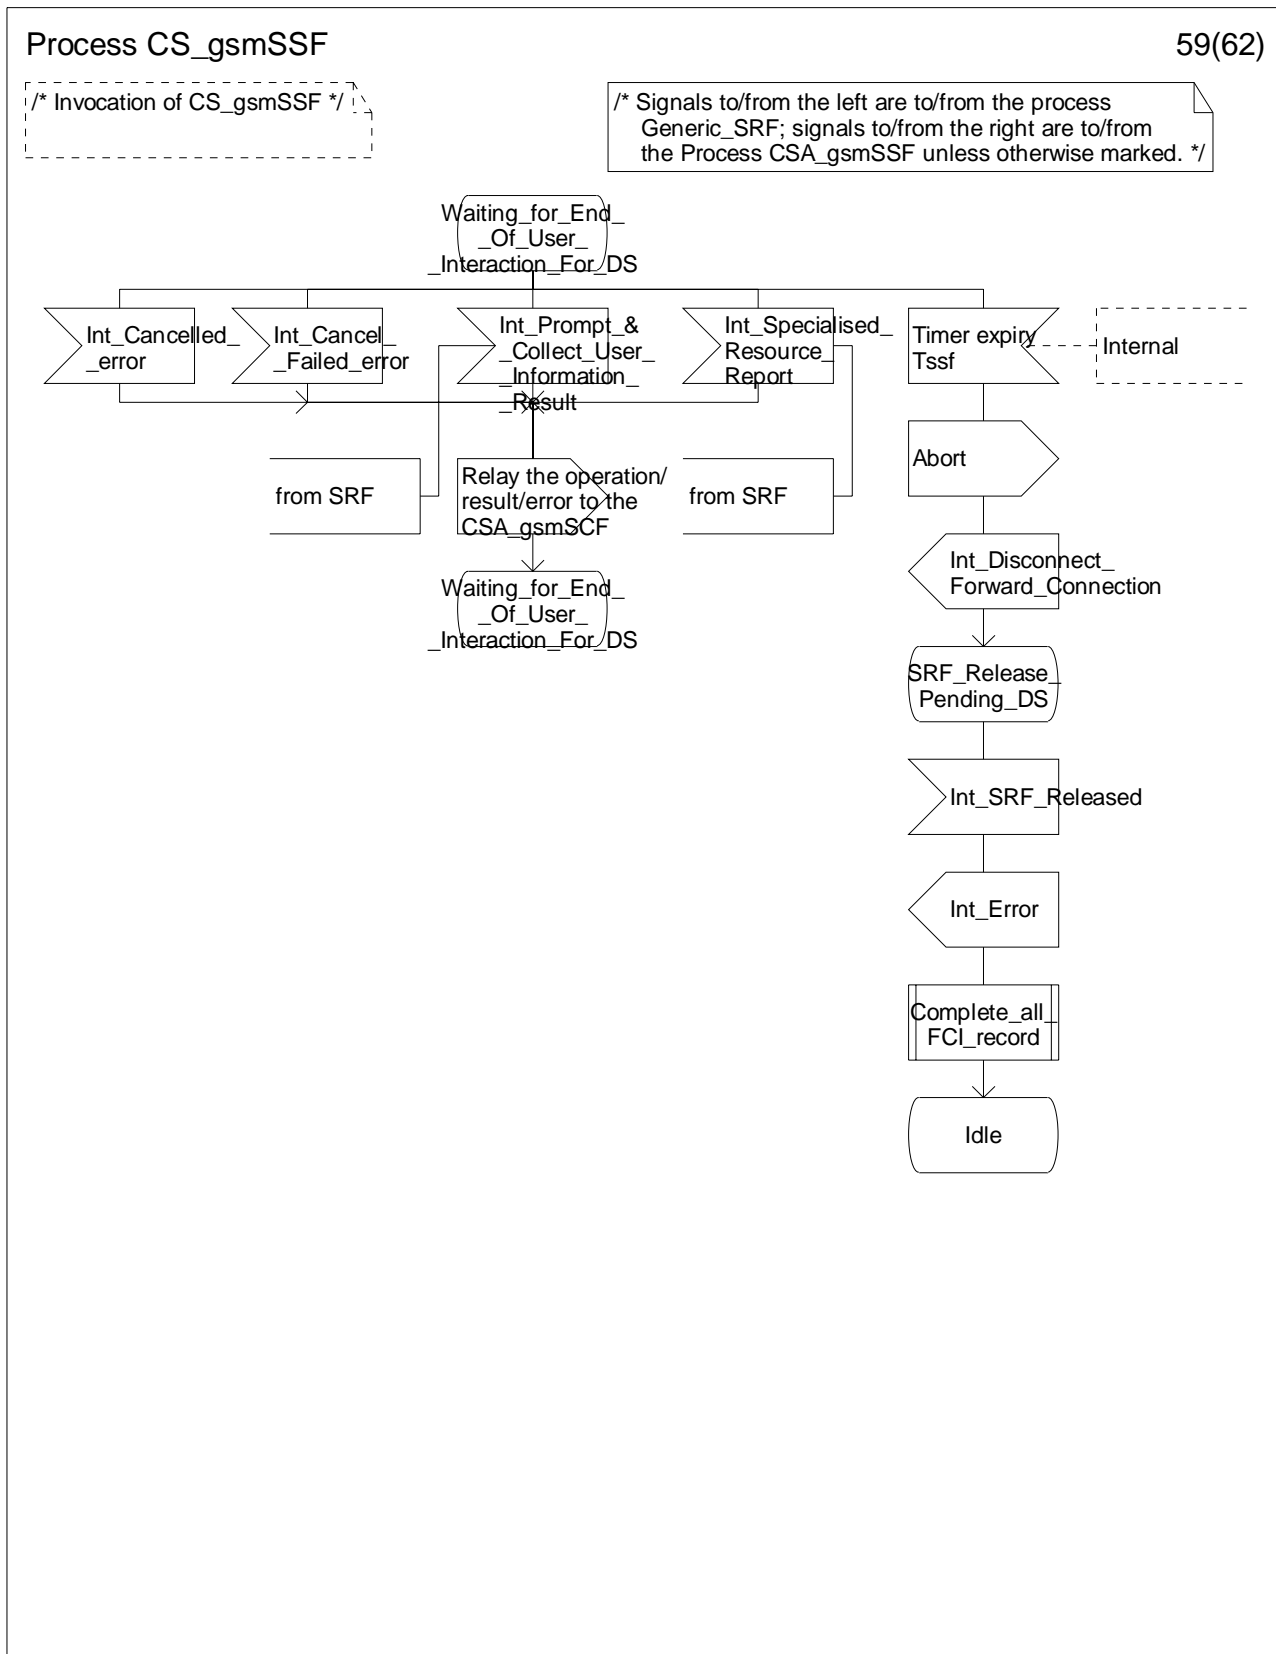 Process CS_gsmSSF
59(62)
/* Invocation of CS_gsmSSF */
/* Signals to/from the left are to/from the process
Generic_SRF; signals to/from the right are to/from
the Process CSA_gsmSSF unless otherwise marked. */
Waiting_for_End_
_Of_User_
_Interaction_For_DS
Int_Cancelled_
_error
Int_Cancel_
_Failed_error
Int_Prompt_&
_Collect_User_
_Information_
_Result
Int_Specialised_
Resource_
Report
Timer expiry
Tssf
Internal
from SRF
Relay the operation/
result/error to the
CSA_gsmSCF
from SRF
Abort
Int_Disconnect_
Forward_Connection
Waiting_for_End_
_Of_User_
_Interaction_For_DS
SRF_Release_
Pending_DS
Int_SRF_Released
Int_Error
Complete_all_
FCI_record
Idle